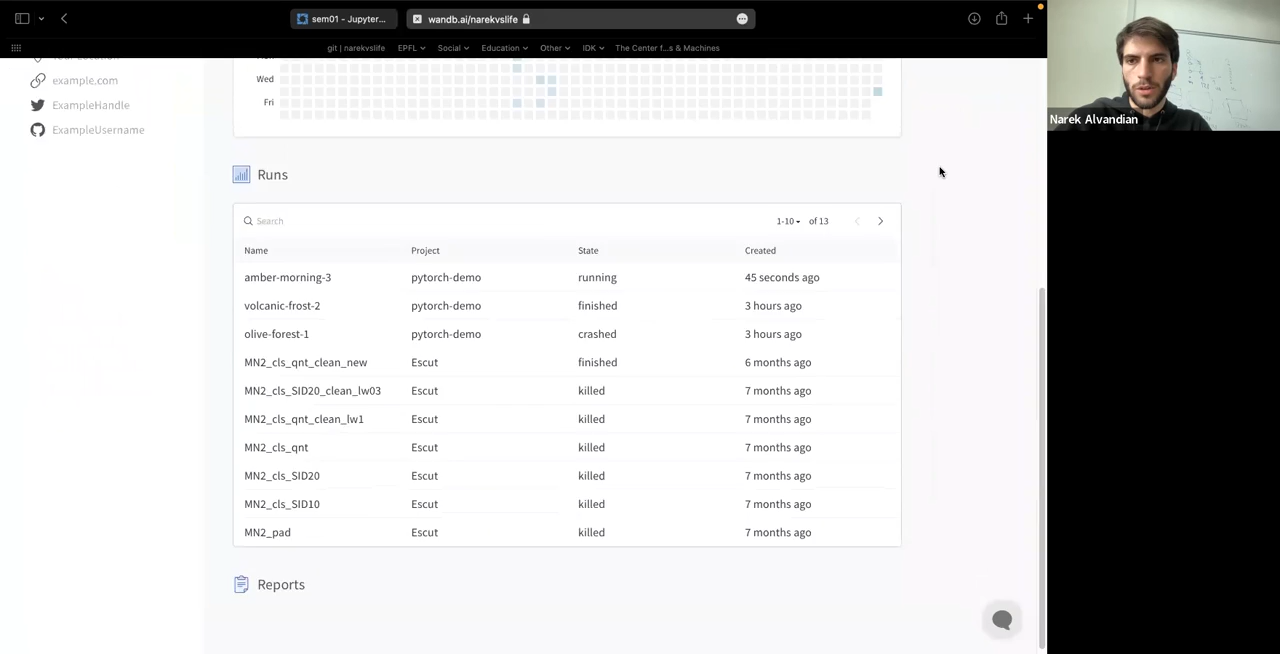 sem01 - Jupyter...
wandb.ai/narekvslife
git | narekvslife
EPFL
Social
Education
Other
IDK
The Center f...s & Machines
example.com
ExampleHandle
ExampleUsername
Wed
Fri
Runs
Search
1-10
of 13
Name Project State Created
amber-morning-3 pytorch-demo running 45 seconds ago
volcanic-frost-2 pytorch-demo finished 3 hours ago
olive-forest-1 pytorch-demo crashed 3 hours ago
MN2_cls_qnt_clean_new Escut finished 6 months ago
MN2_cls_SID20_clean_lw03 Escut killed 7 months ago
MN2_cls_qnt_clean_lw1 Escut killed 7 months ago
MN2_cls_qnt Escut killed 7 months ago
MN2_cls_SID20 Escut killed 7 months ago
MN2_cls_SID10 Escut killed 7 months ago
MN2_pad Escut killed 7 months ago
Reports
Narek Alvandian